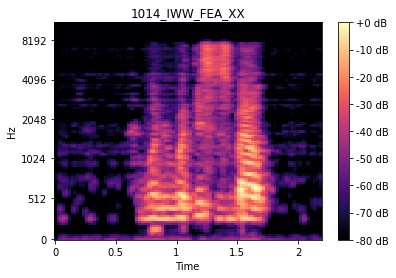 1014_IWW_FEA_XX
8192
4096
2048
1024
512
0
Hz
0
0.5
1
1.5
2
Time
+0 dB
-10 dB
-20 dB
-30 dB
-40 dB
-50 dB
-60 dB
-70 dB
-80 dB